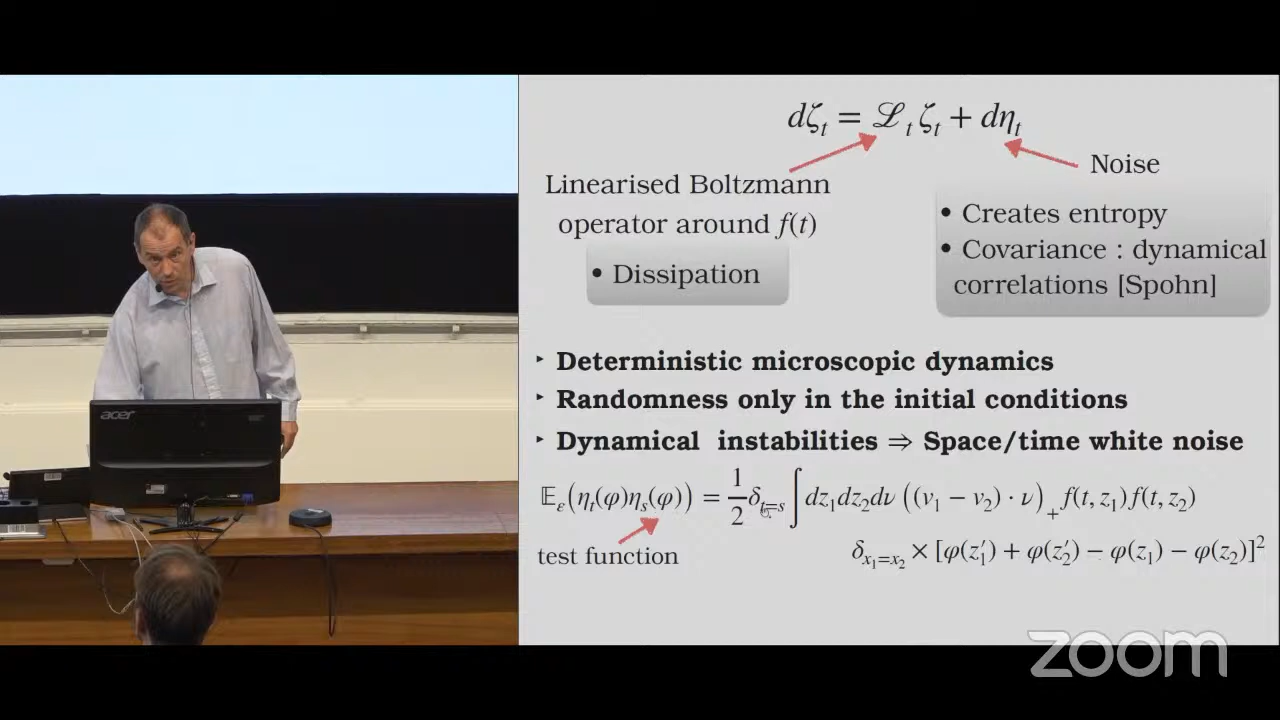 dζ_t = ℒ_t ζ_t + dη_t
Noise
Linearised Boltzmann
operator around f(t)
• Dissipation
• Creates entropy
• Covariance : dynamical
correlations [Spohn]
‣ Deterministic microscopic dynamics
‣ Randomness only in the initial conditions
‣ Dynamical instabilities ⇒ Space/time white noise
𝔼_ε(η_t(φ)η_s(φ)) = 1/2 δ_{t=s} ∫ dz_1dz_2dν ((v_1 − v_2) · ν)_+ f(t, z_1) f(t, z_2)
δ_{x_1=x_2} × [φ(z′_1) + φ(z′_2) − φ(z_1) − φ(z_2)]²
test function
acer
zoom